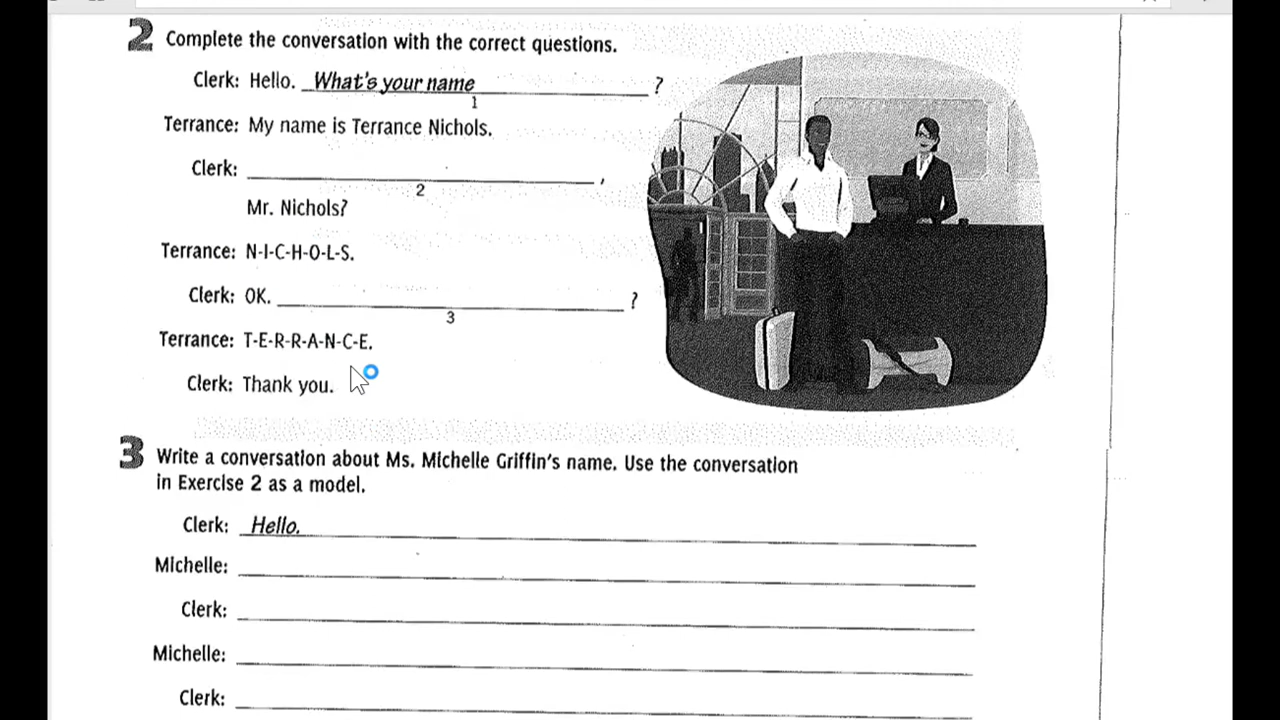 2 Complete the conversation with the correct questions.
Clerk: Hello. What's your name ?
1
Terrance: My name is Terrance Nichols.
Clerk: ,
2
Mr. Nichols?
Terrance: N-I-C-H-O-L-S.
Clerk: OK. ?
3
Terrance: T-E-R-R-A-N-C-E.
Clerk: Thank you.
3 Write a conversation about Ms. Michelle Griffin's name. Use the conversation
in Exercise 2 as a model.
Clerk: Hello.
Michelle:
Clerk:
Michelle:
Clerk: